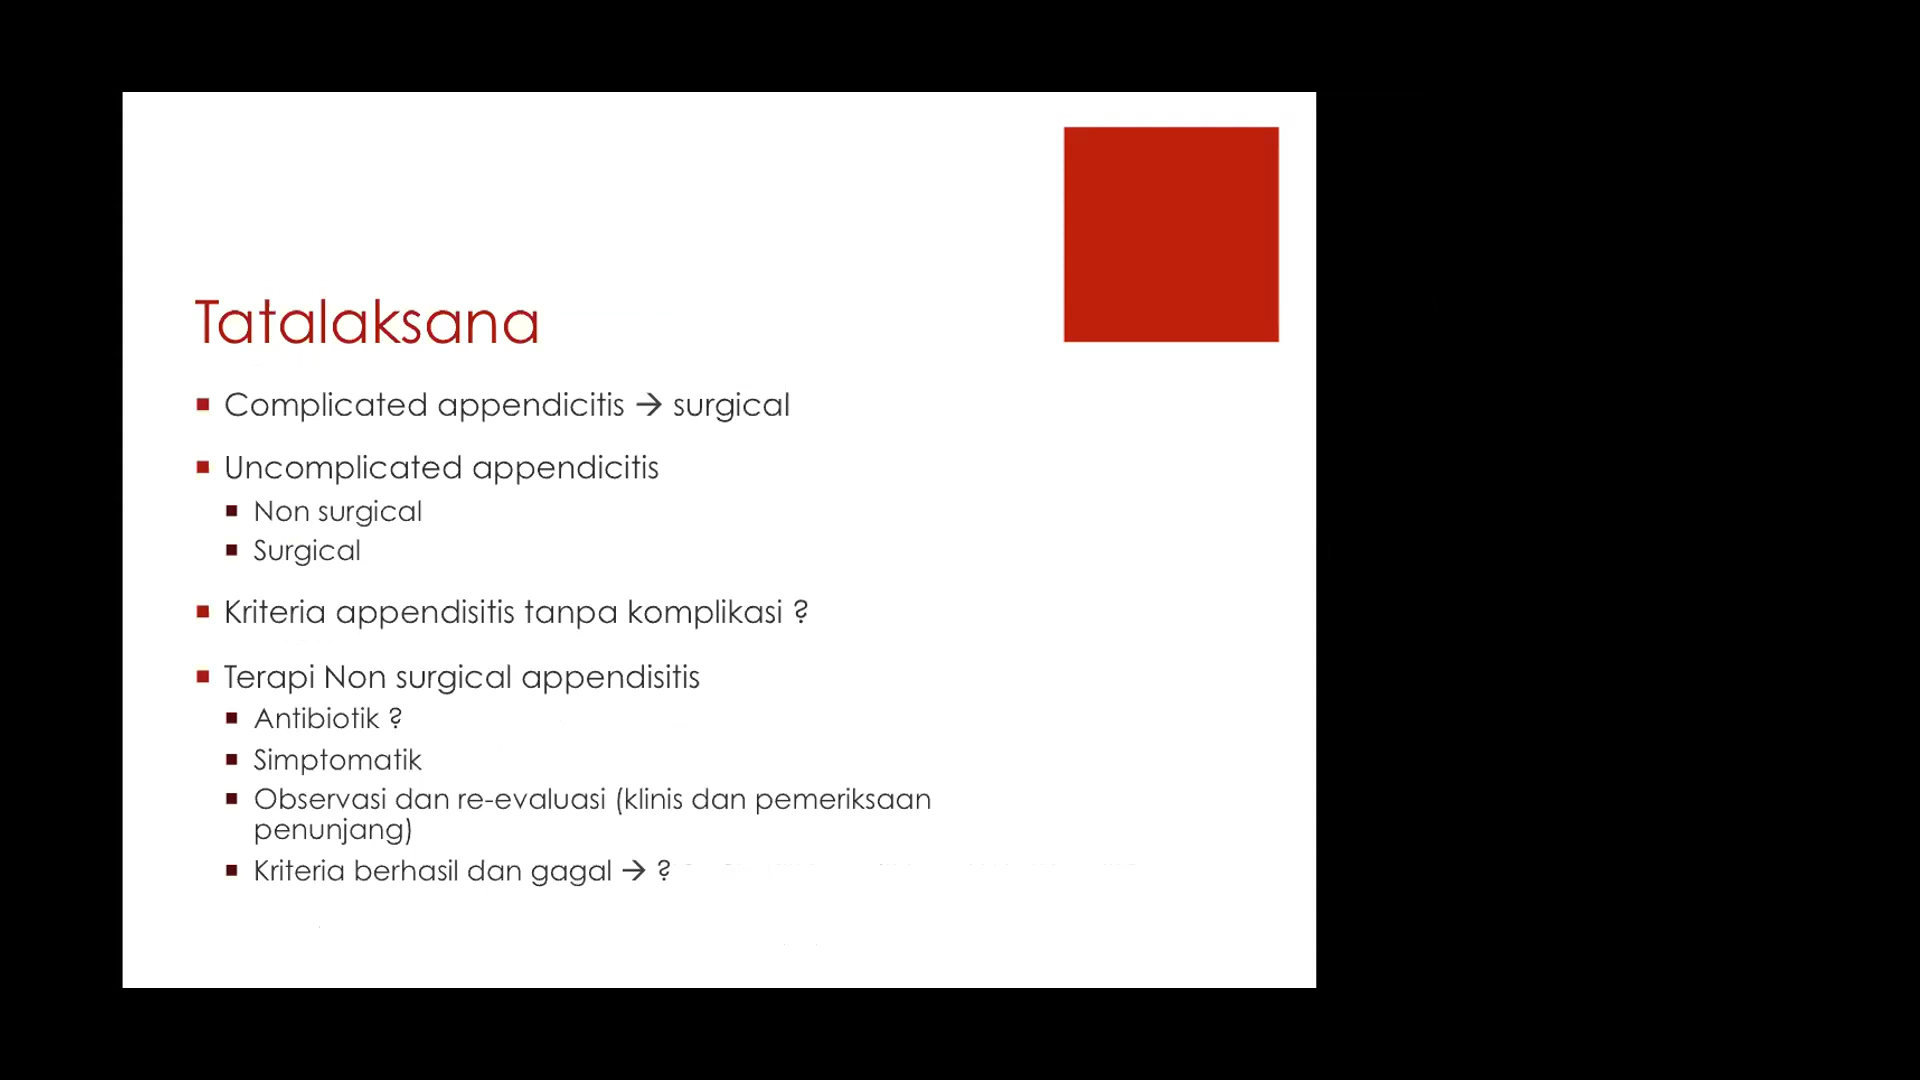 Tatalaksana
Complicated appendicitis → surgical
Uncomplicated appendicitis
Non surgical
Surgical
Kriteria appendisitis tanpa komplikasi ?
Terapi Non surgical appendisitis
Antibiotik ?
Simptomatik
Observasi dan re-evaluasi (klinis dan pemeriksaan
penunjang)
Kriteria berhasil dan gagal → ?